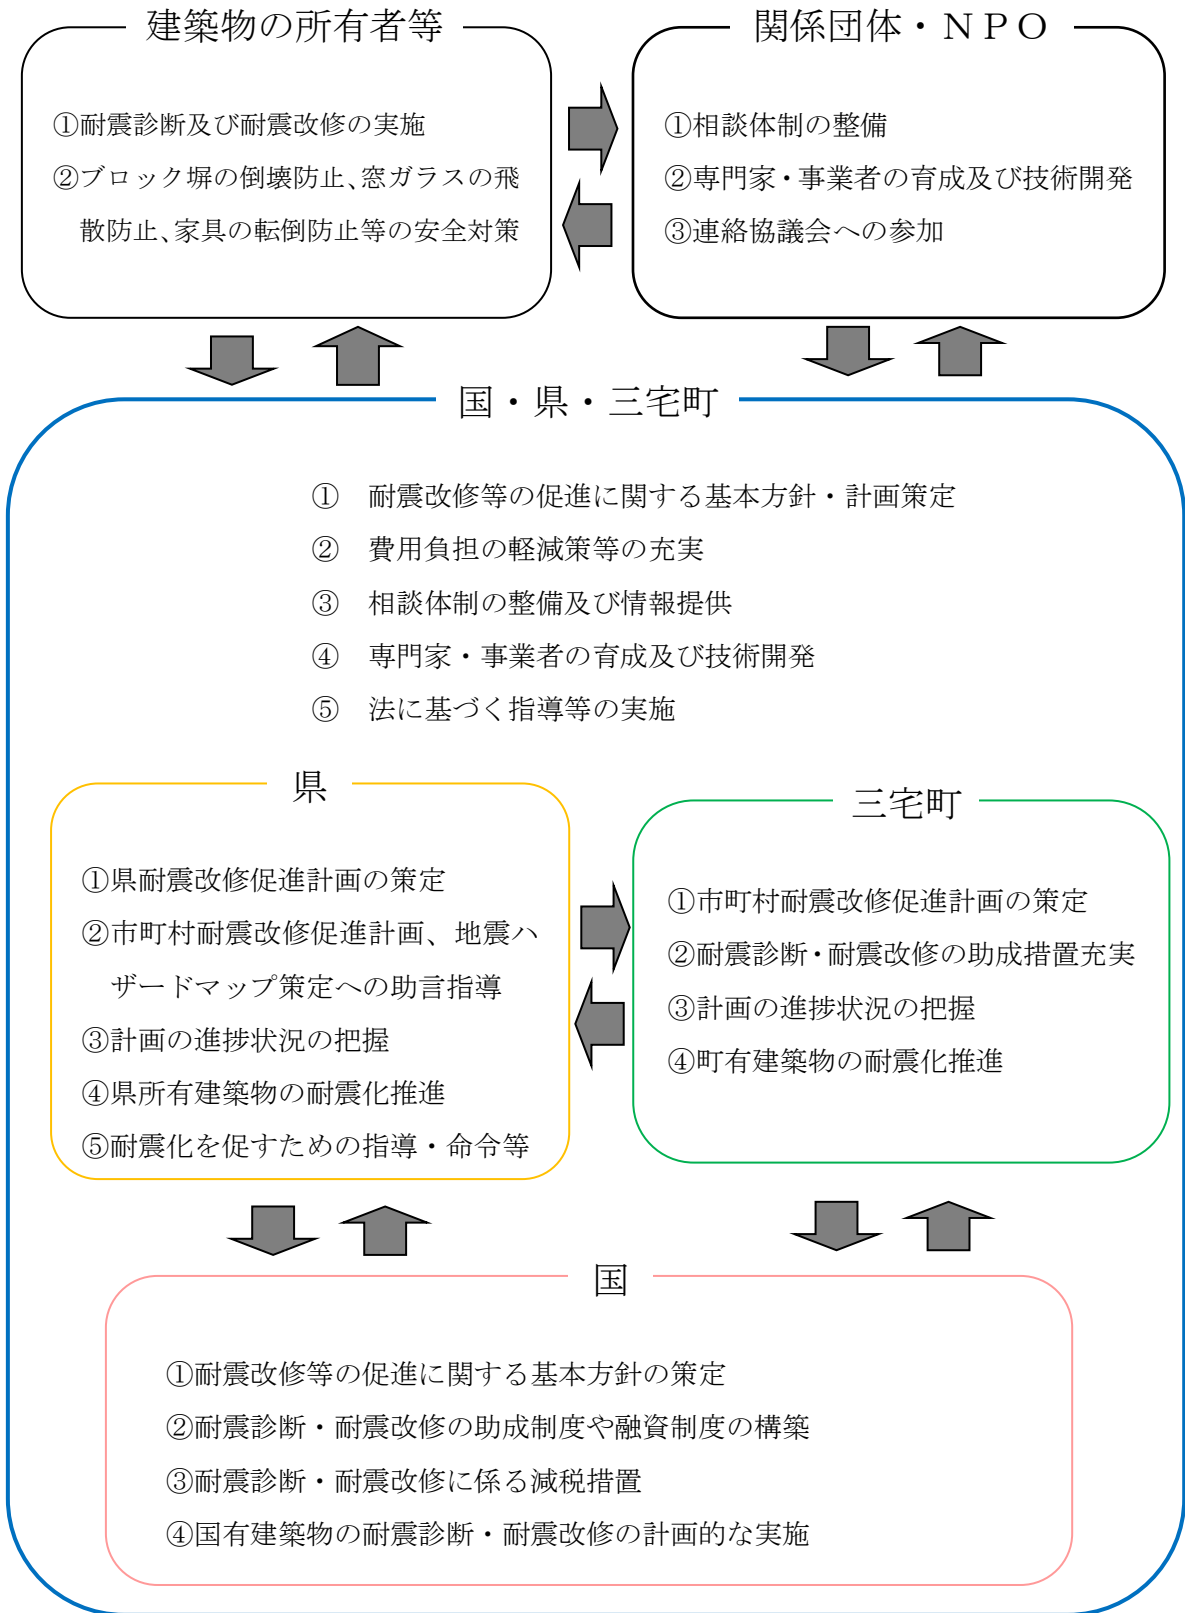 建築物の所有者等
①耐震診断及び耐震改修の実施
②ブロック塀の倒壊防止、窓ガラスの飛
散防止、家具の転倒防止等の安全対策
関係団体・ＮＰＯ
①相談体制の整備
②専門家・事業者の育成及び技術開発
③連絡協議会への参加
国・県・三宅町
①　耐震改修等の促進に関する基本方針・計画策定
②　費用負担の軽減策等の充実
③　相談体制の整備及び情報提供
④　専門家・事業者の育成及び技術開発
⑤　法に基づく指導等の実施
県
①県耐震改修促進計画の策定
②市町村耐震改修促進計画、地震ハ
ザードマップ策定への助言指導
③計画の進捗状況の把握
④県所有建築物の耐震化推進
⑤耐震化を促すための指導・命令等
三宅町
①市町村耐震改修促進計画の策定
②耐震診断・耐震改修の助成措置充実
③計画の進捗状況の把握
④町有建築物の耐震化推進
国
①耐震改修等の促進に関する基本方針の策定
②耐震診断・耐震改修の助成制度や融資制度の構築
③耐震診断・耐震改修に係る減税措置
④国有建築物の耐震診断・耐震改修の計画的な実施